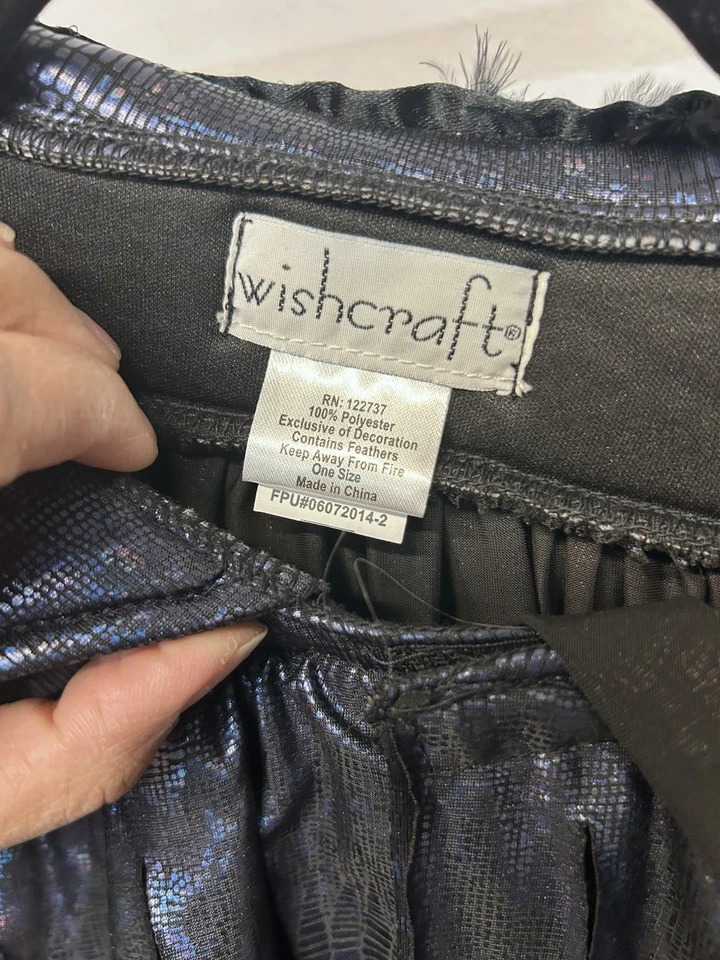 wishcraft®
RN: 122737
100% Polyester
Exclusive of Decoration
Contains Feathers
Keep Away From Fire
One Size
Made in China
FPU#06072014-2